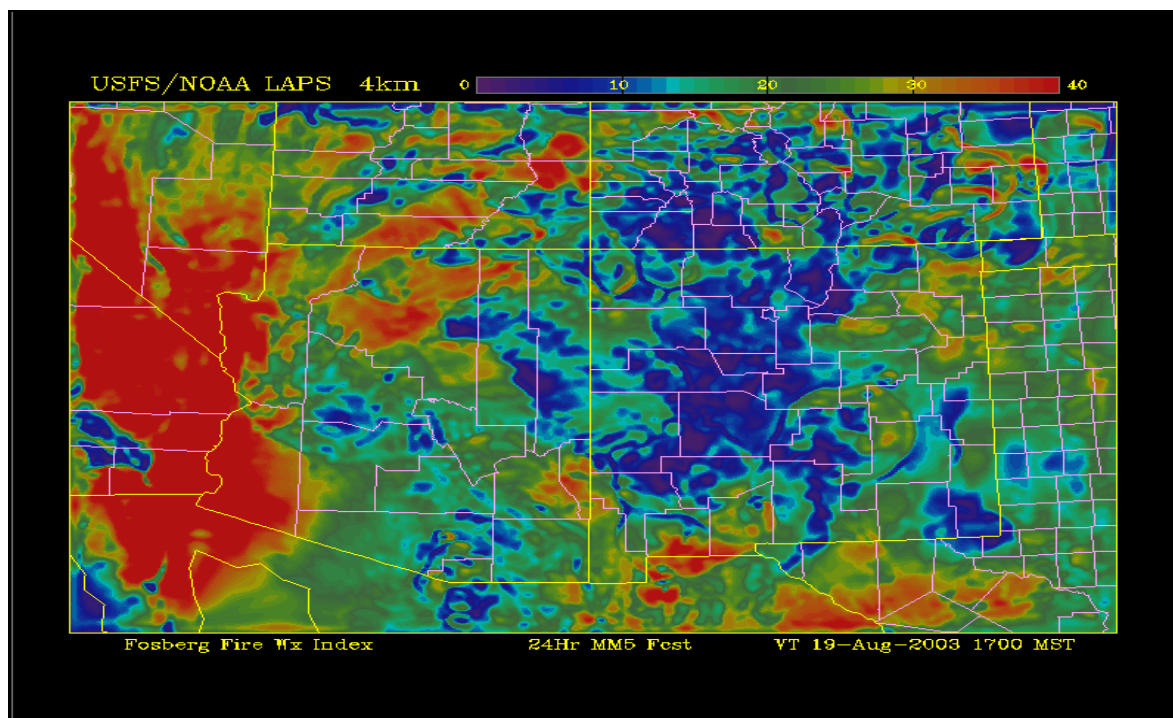 USFS/NOAA LAPS 4km 0 10 20 30 40
Fosberg Fire Wx Index 24Hr MM5 Fcst VT 19-Aug-2003 1700 MST